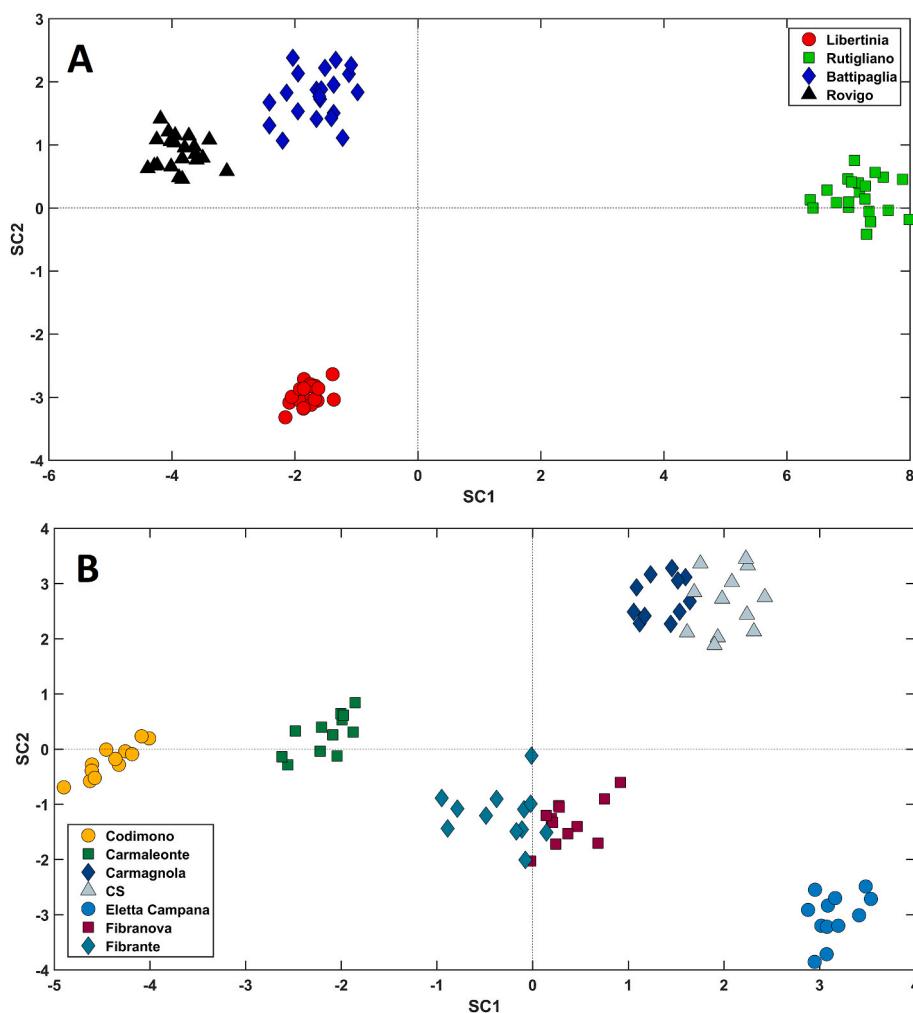 A
Libertinia
Rutigliano
Battipaglia
Rovigo
3
2
1
0
-1
-2
-3
-4
SC2
-6 -4 -2 0 2 4 6 8
SC1
B
4
3
2
1
0
-1
-2
-3
-4
SC2
Codimono
Carmaleonte
Carmagnola
CS
Eletta Campana
Fibranova
Fibrante
-5 -4 -3 -2 -1 0 1 2 3 4
SC1